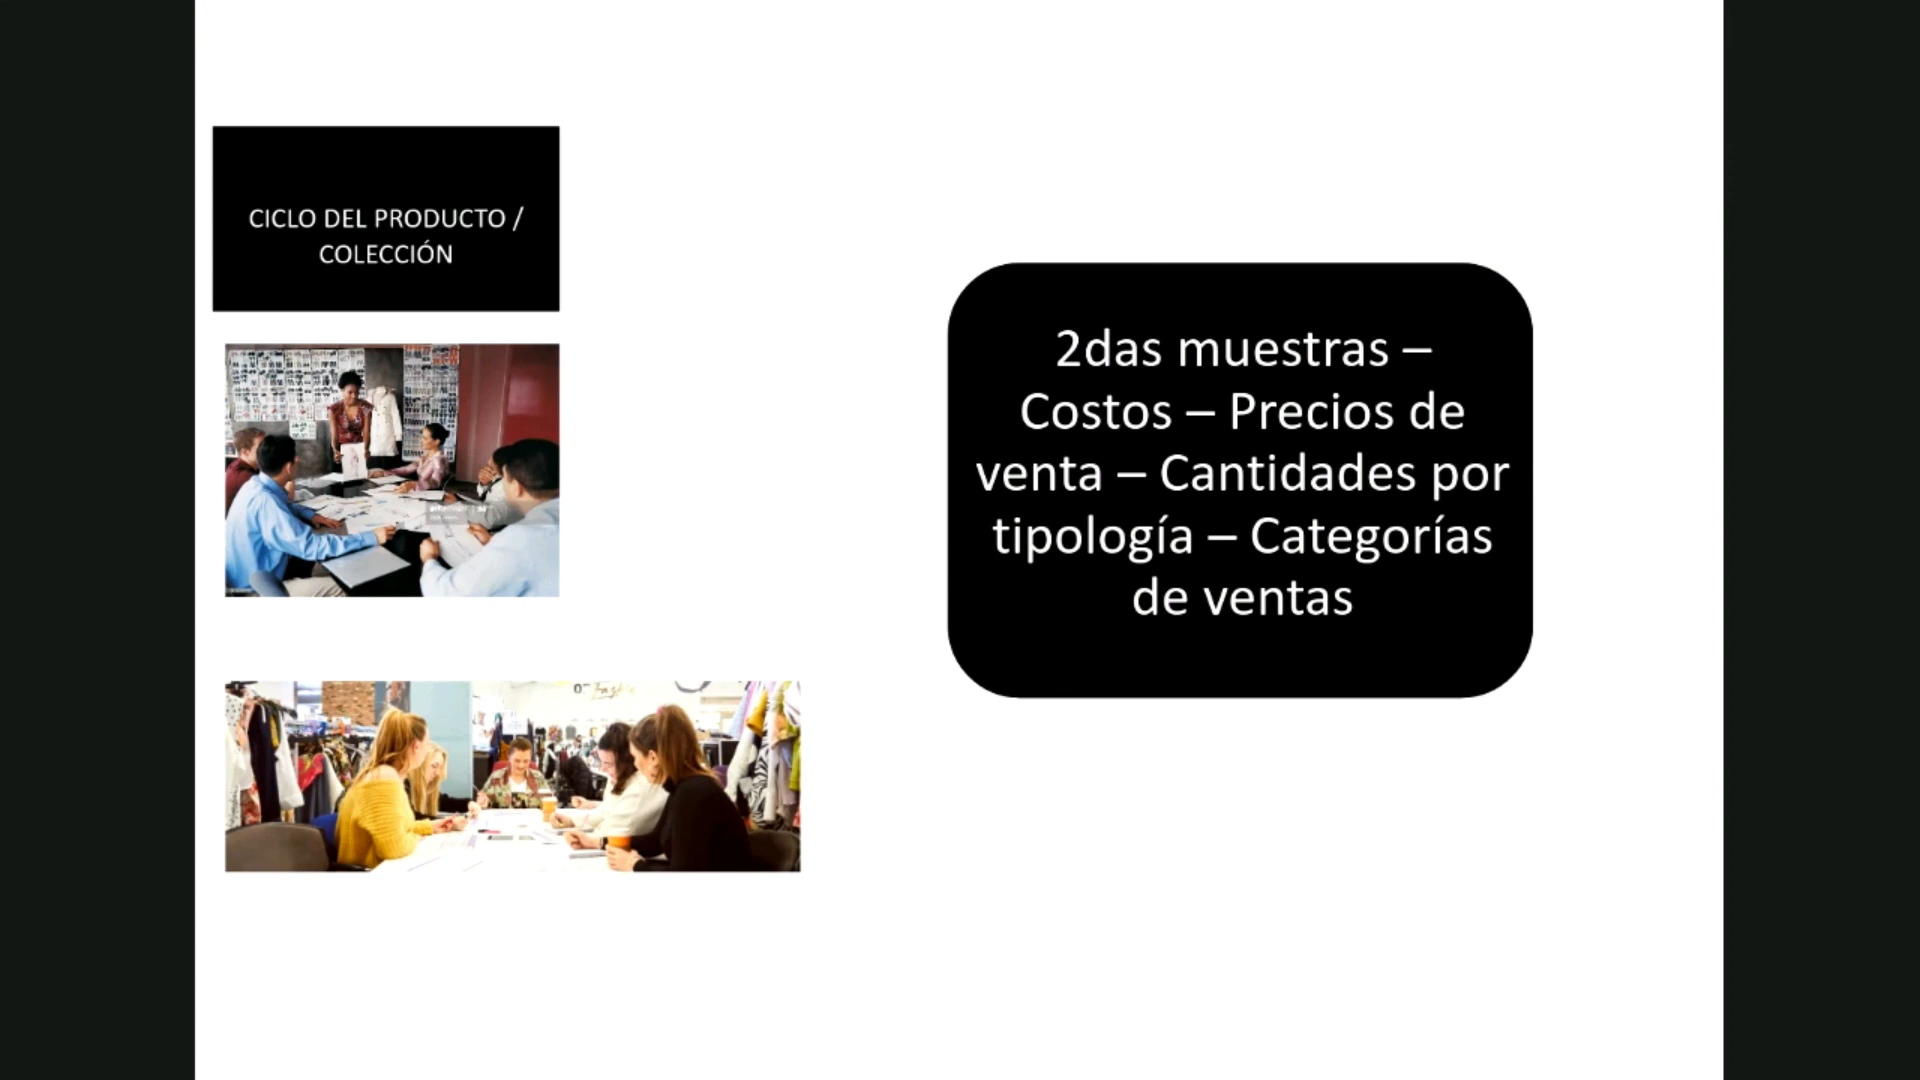 CICLO DEL PRODUCTO /
COLECCIÓN
2das muestras –
Costos – Precios de
venta – Cantidades por
tipología – Categorías
de ventas